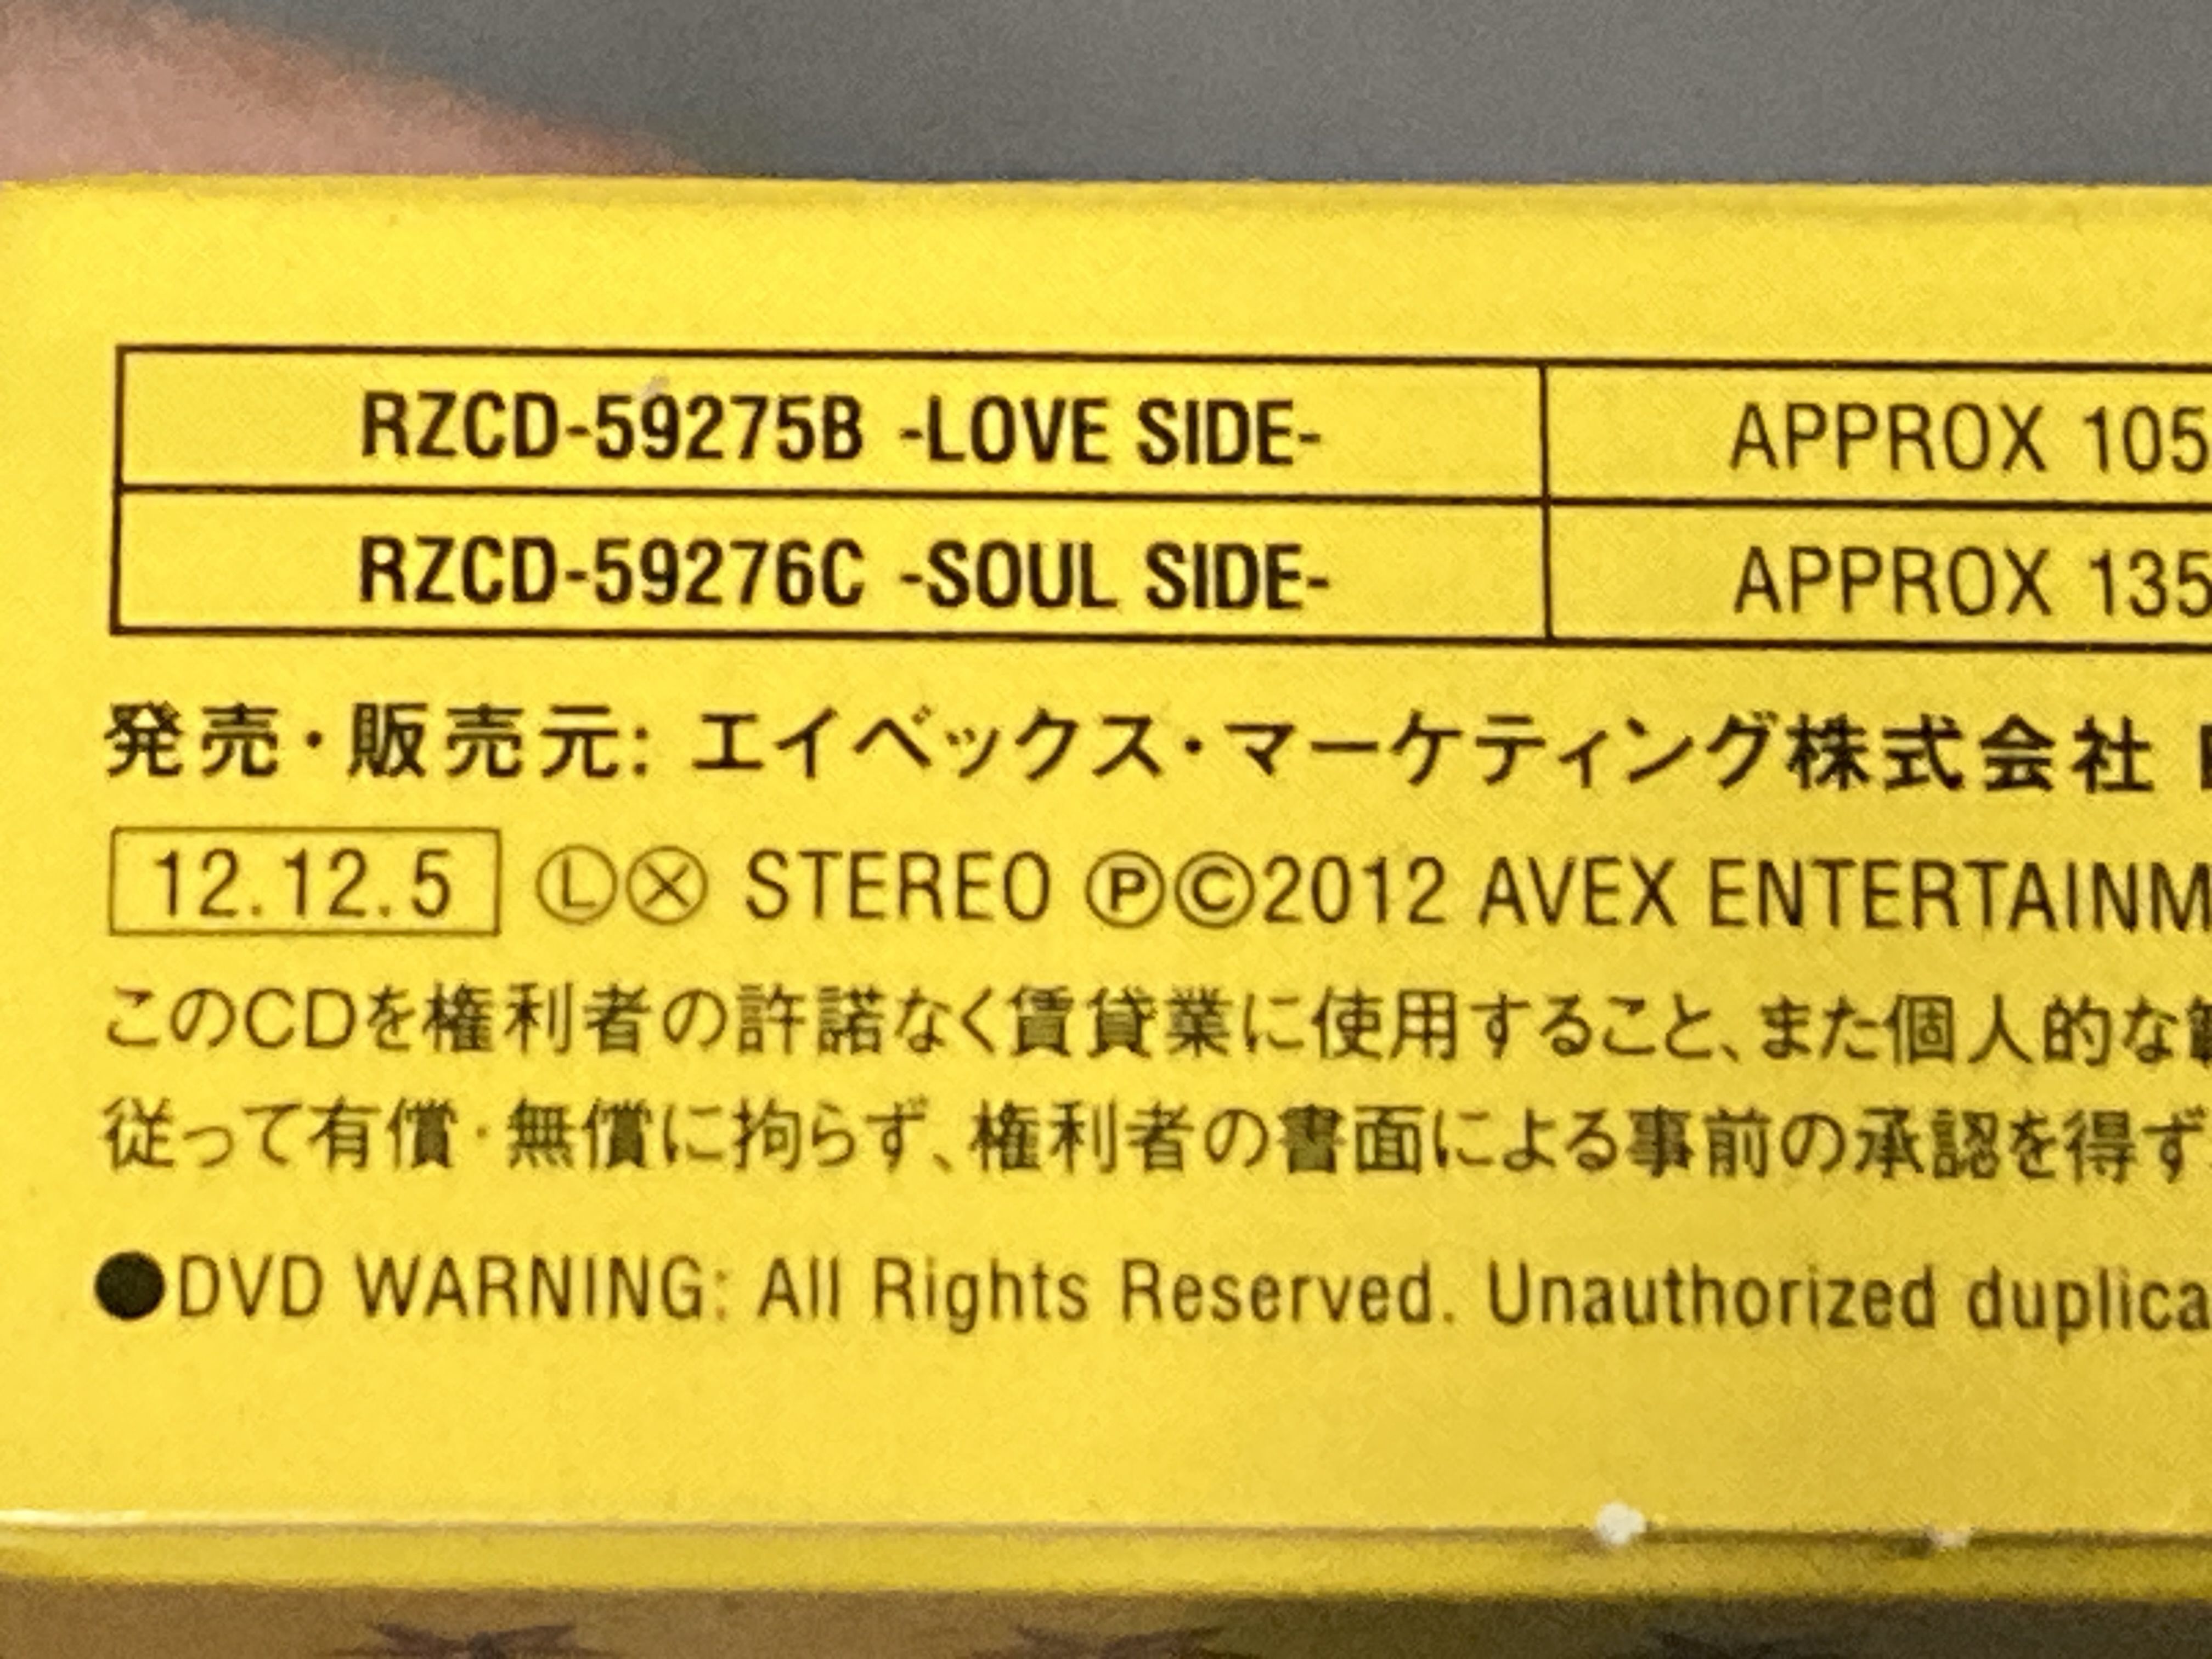 RZCD-59275B -LOVE SIDE- APPROX 105
RZCD-59276C -SOUL SIDE- APPROX 135
発売・販売元: エイベックス・マーケティング株式会社
12.12.5 Ⓛ Ⓧ STEREO ℗©2012 AVEX ENTERTAINM
このCDを権利者の許諾なく賃貸業に使用すること、また個人的な
従って有償・無償に拘らず、権利者の書面による事前の承認を得ず
●DVD WARNING: All Rights Reserved. Unauthorized duplica